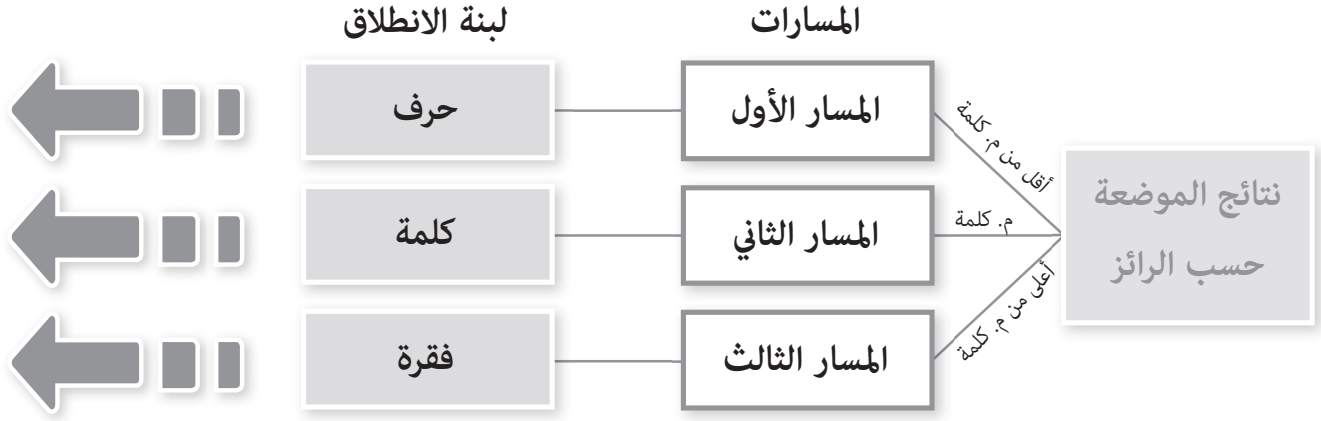 المسارات
لبنة الانطلاق
نتائج الموضعة
حسب الرائز
أقل من م. كلمة
المسار الأول
حرف
م. كلمة
المسار الثاني
كلمة
أعلى من م. كلمة
المسار الثالث
فقرة